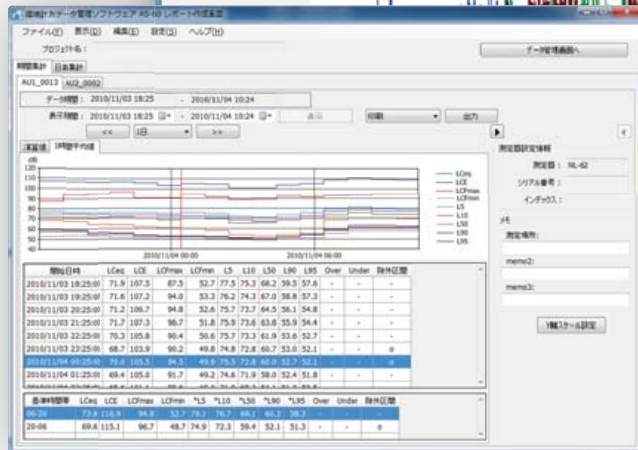 環境計測データ管理ソフトウェア AS-60 レポート作成画面
ファイル(F) 表示(D) 編集(E) 設定(S) ヘルプ(H)
プロジェクト名：
データ管理画面へ
期間集計 日報集計
AU1_0013 AU2_0002
データ期間： 2010/11/03 18:25 - 2010/11/04 10:24
表示期間： 2010/11/03 18:25 - 2010/11/04 10:24 表示 印刷 出力
<< 1日 >>
演算値 1時間平均値
測定器設定情報
測定器： NL-62
シリアル番号：
インデックス：
メモ
測定場所：
memo2:
memo3:
Y軸スケール設定
dB
120
110
100
90
80
70
60
50
40
2010/11/04 00:00 2010/11/04 06:00
LCeq
LCE
LCFmax
LCFmin
L5
L10
L50
L90
L95
開始日時 LCeq LCE LCFmax LCFmin L5 L10 L50 L90 L95 Over Under 除外区間
2010/11/03 18:25:00 71.9 107.5 87.5 52.7 77.5 75.3 68.2 59.5 57.6 - - -
2010/11/03 19:25:00 71.6 107.2 94.0 53.3 76.2 74.3 67.0 58.8 57.3 - - -
2010/11/03 20:25:00 71.2 106.7 94.8 52.6 75.7 73.7 64.5 56.1 54.8 - - -
2010/11/03 21:25:00 71.7 107.3 96.7 51.8 75.9 73.6 63.8 55.9 54.4 - - -
2010/11/03 22:25:00 70.3 105.8 90.4 50.6 75.7 73.3 61.9 53.6 52.7 - - -
2010/11/03 23:25:00 68.7 103.9 90.2 49.8 74.8 72.8 60.7 53.0 52.1 - - o
2010/11/04 00:25:00 70.0 105.5 94.5 49.9 75.5 72.8 60.0 52.7 52.1 - - o
2010/11/04 01:25:00 69.4 105.0 91.7 49.2 74.6 71.9 58.0 52.4 51.8 - - -
基準時間帯 LCeq LCE LCFmax LCFmin *L5 *L10 *L50 *L90 *L95 Over Under 除外区間
06-20 73.8 116.9 94.8 52.7 79.1 76.7 69.1 60.2 58.3 - - -
20-06 69.6 115.1 96.7 48.7 74.9 72.3 59.4 52.1 51.3 - - o